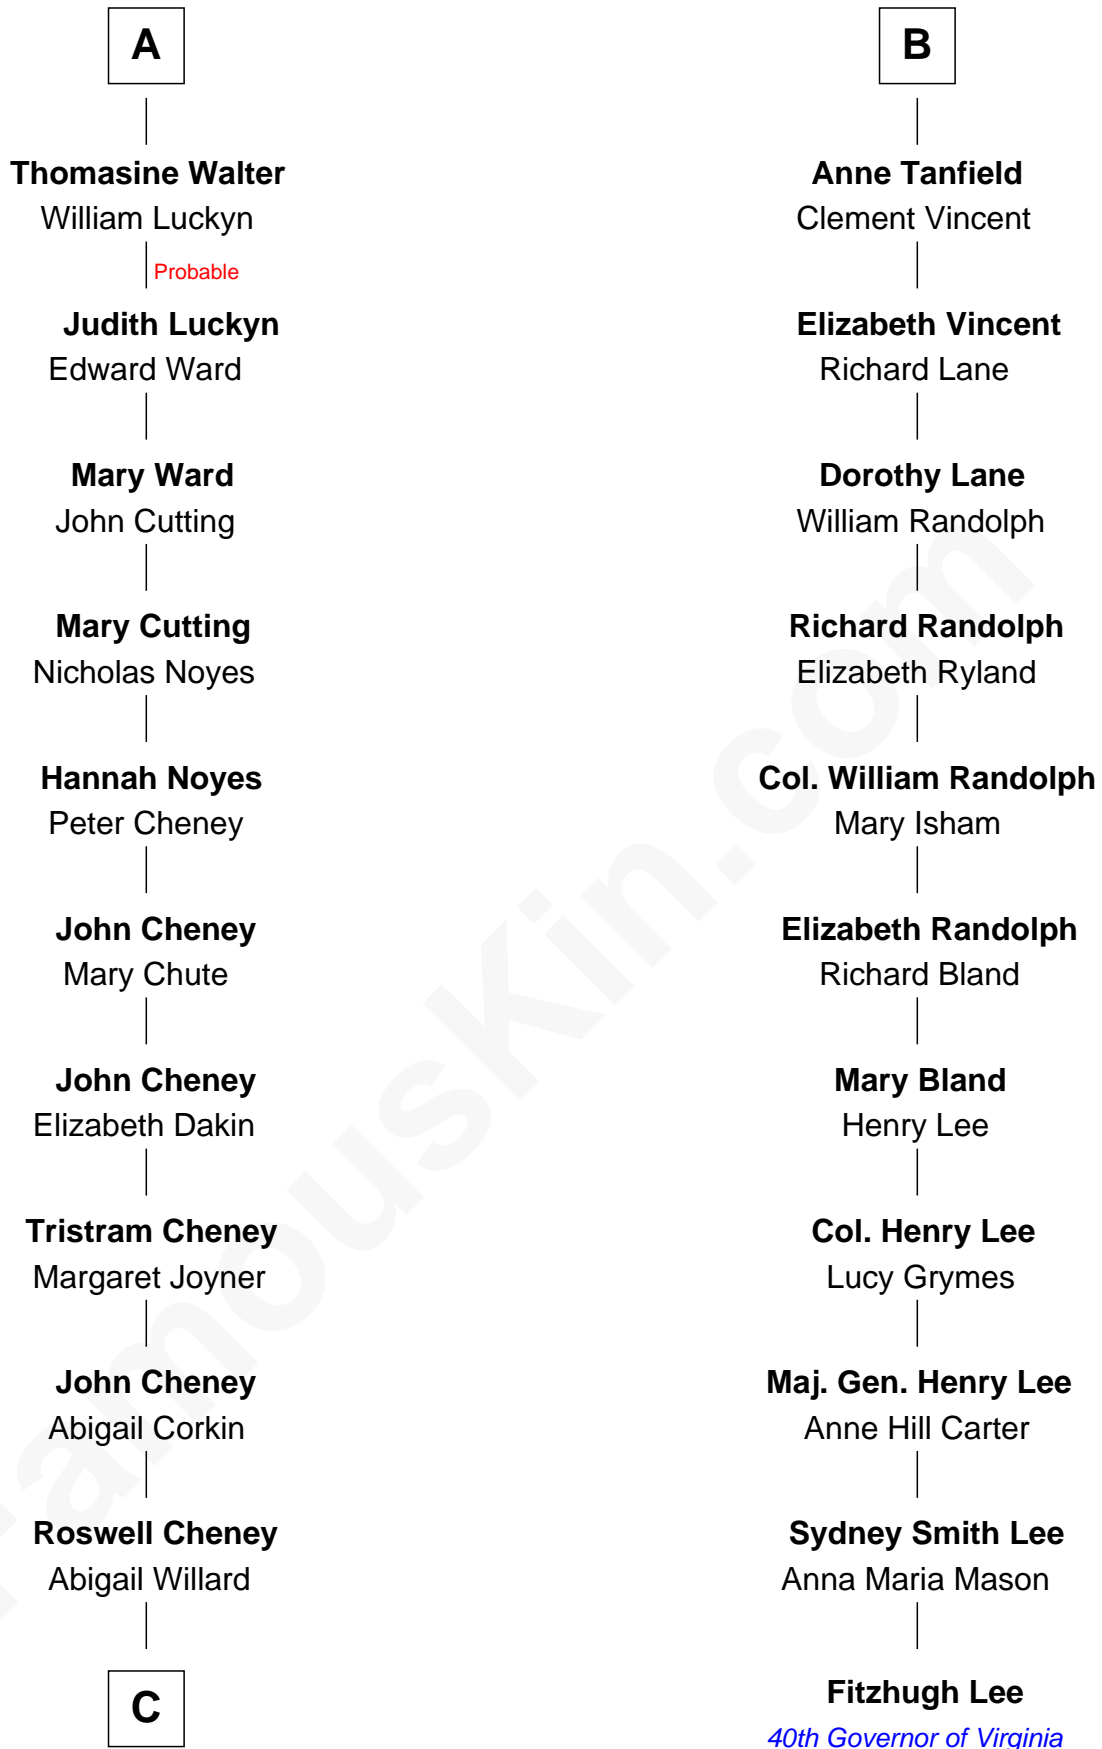 A
Thomasine Walter
William Luckyn
Probable
Judith Luckyn
Edward Ward
Mary Ward
John Cutting
Mary Cutting
Nicholas Noyes
Hannah Noyes
Peter Cheney
John Cheney
Mary Chute
John Cheney
Elizabeth Dakin
Tristram Cheney
Margaret Joyner
John Cheney
Abigail Corkin
Roswell Cheney
Abigail Willard
C
B
Anne Tanfield
Clement Vincent
Elizabeth Vincent
Richard Lane
Dorothy Lane
William Randolph
Richard Randolph
Elizabeth Ryland
Col. William Randolph
Mary Isham
Elizabeth Randolph
Richard Bland
Mary Bland
Henry Lee
Col. Henry Lee
Lucy Grymes
Maj. Gen. Henry Lee
Anne Hill Carter
Sydney Smith Lee
Anna Maria Mason
Fitzhugh Lee
40th Governor of Virginia
FamousKin.com